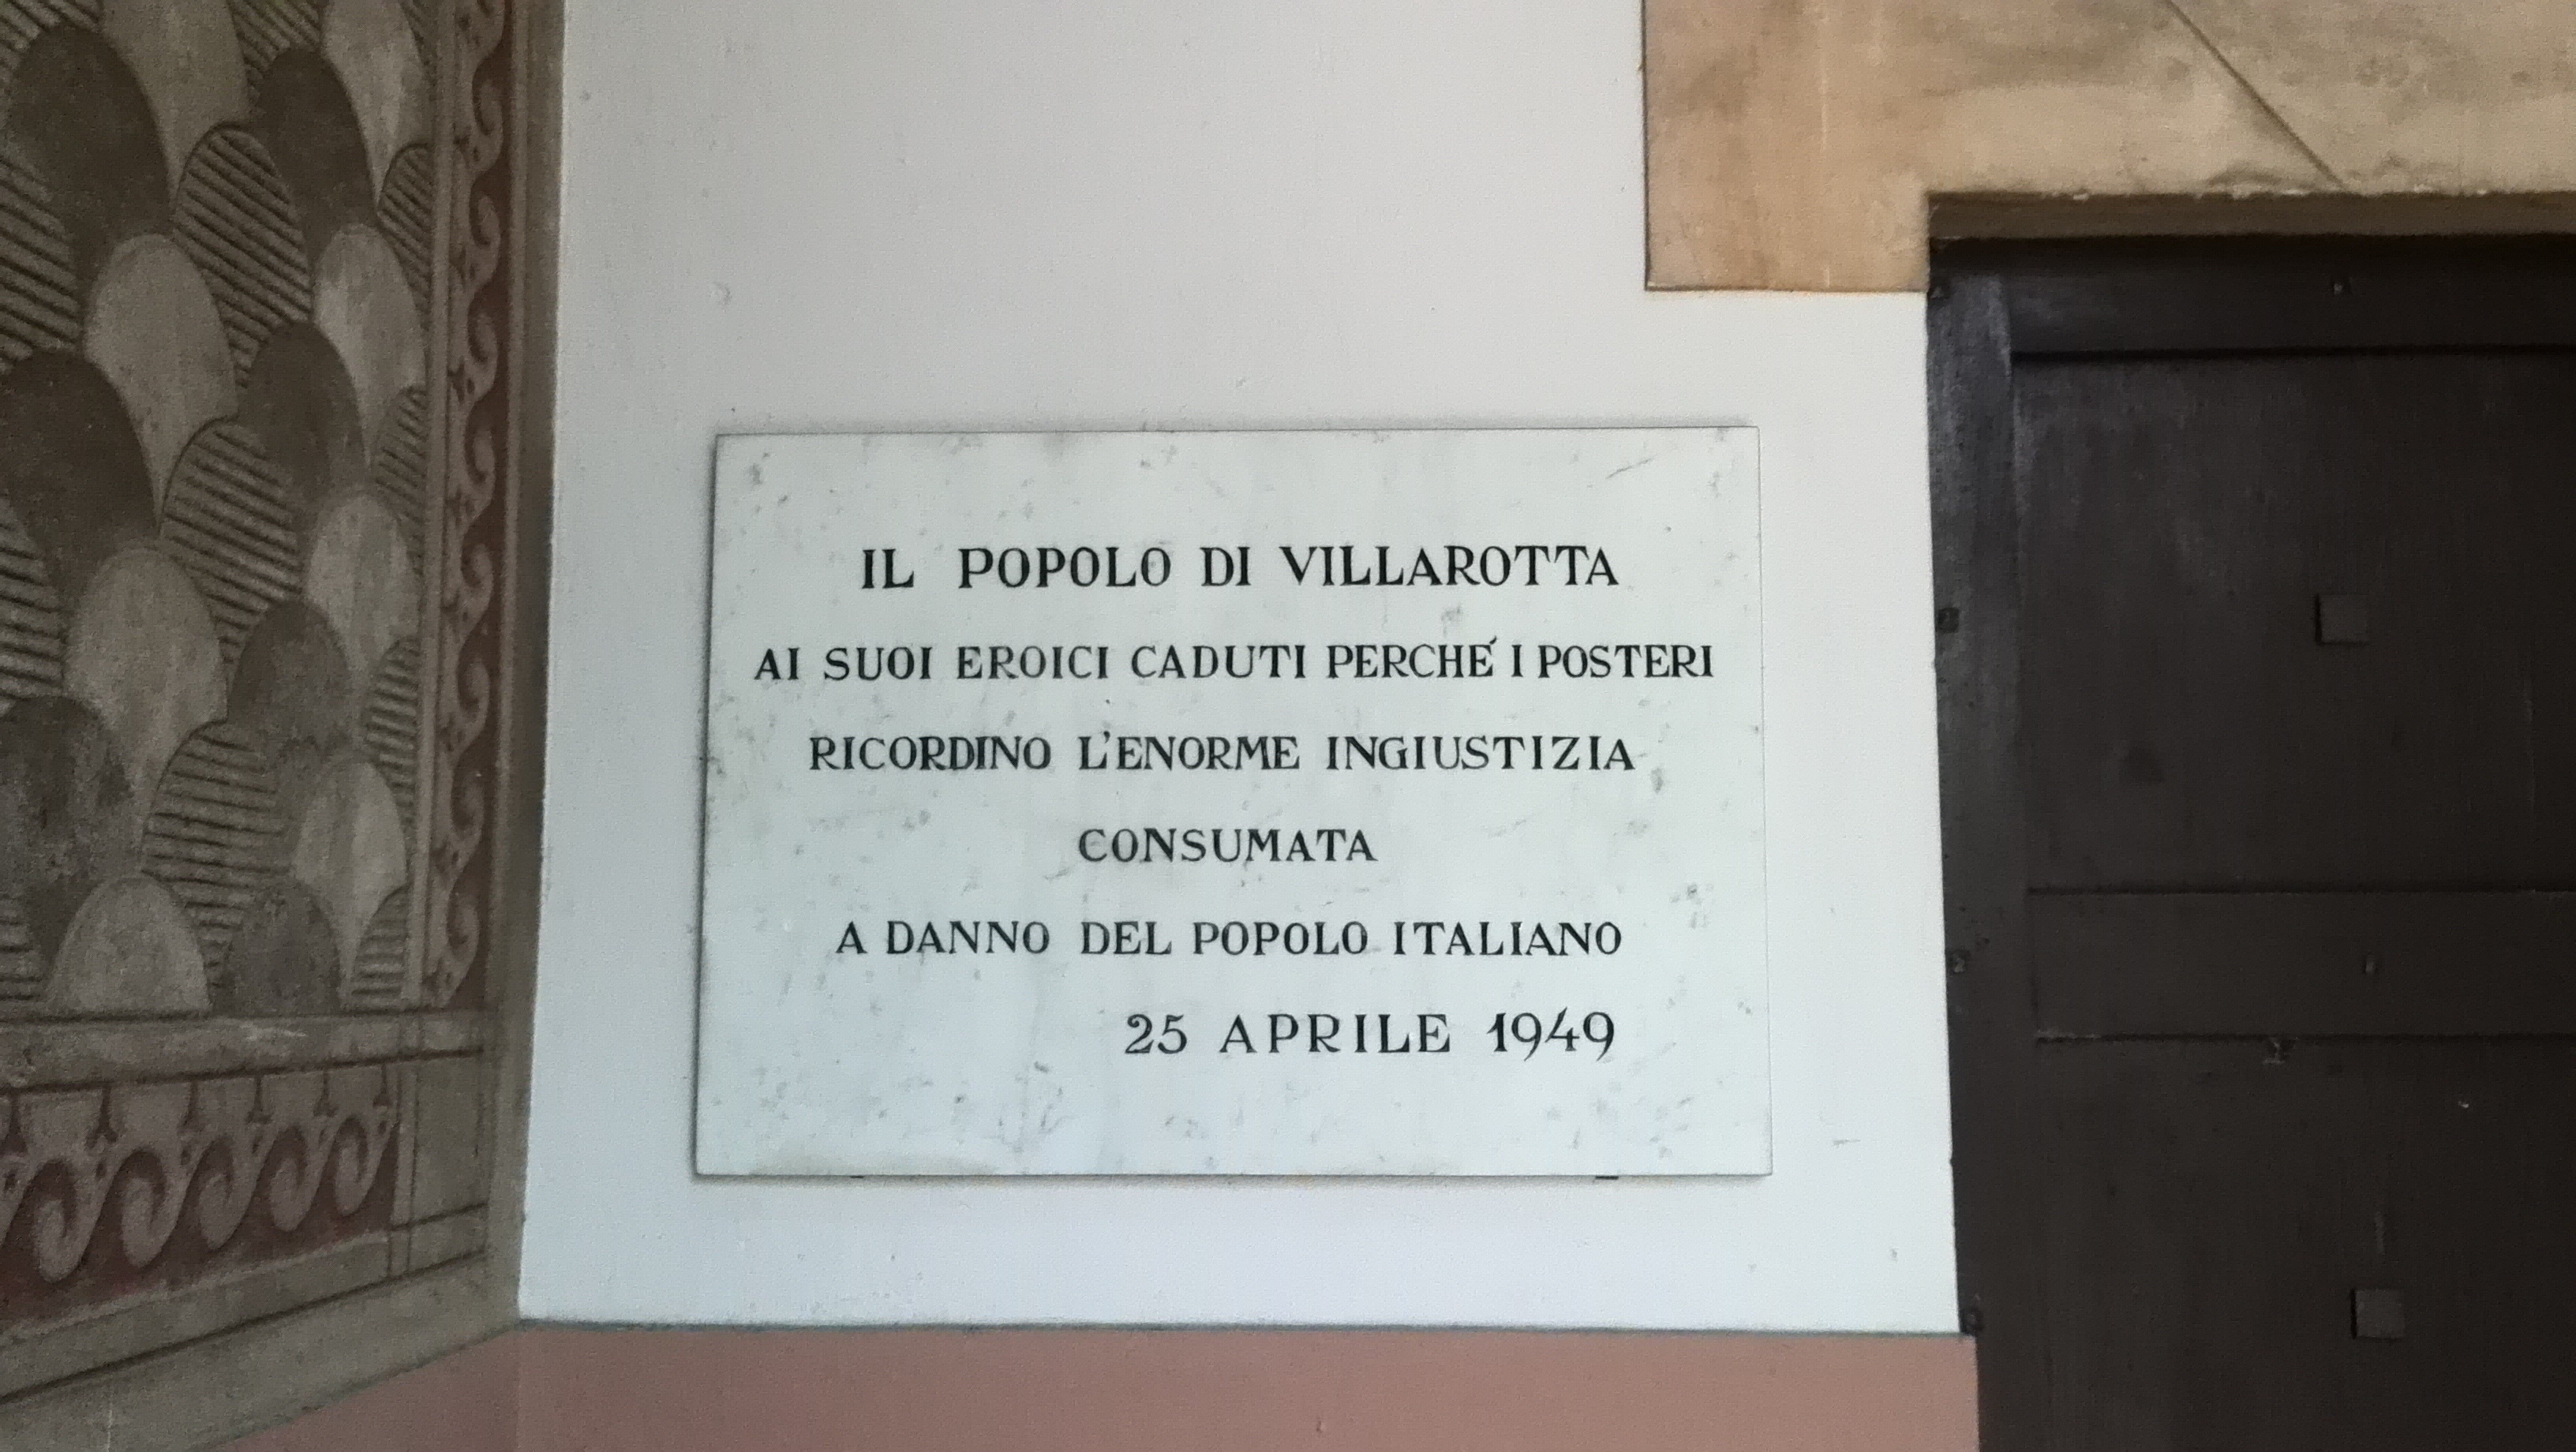 IL POPOLO DI VILLAROTTA
AI SUOI EROICI CADUTI PERCHÉ I POSTERI
RICORDINO L'ENORME INGIUSTIZIA
CONSUMATA
A DANNO DEL POPOLO ITALIANO
25 APRILE 1949